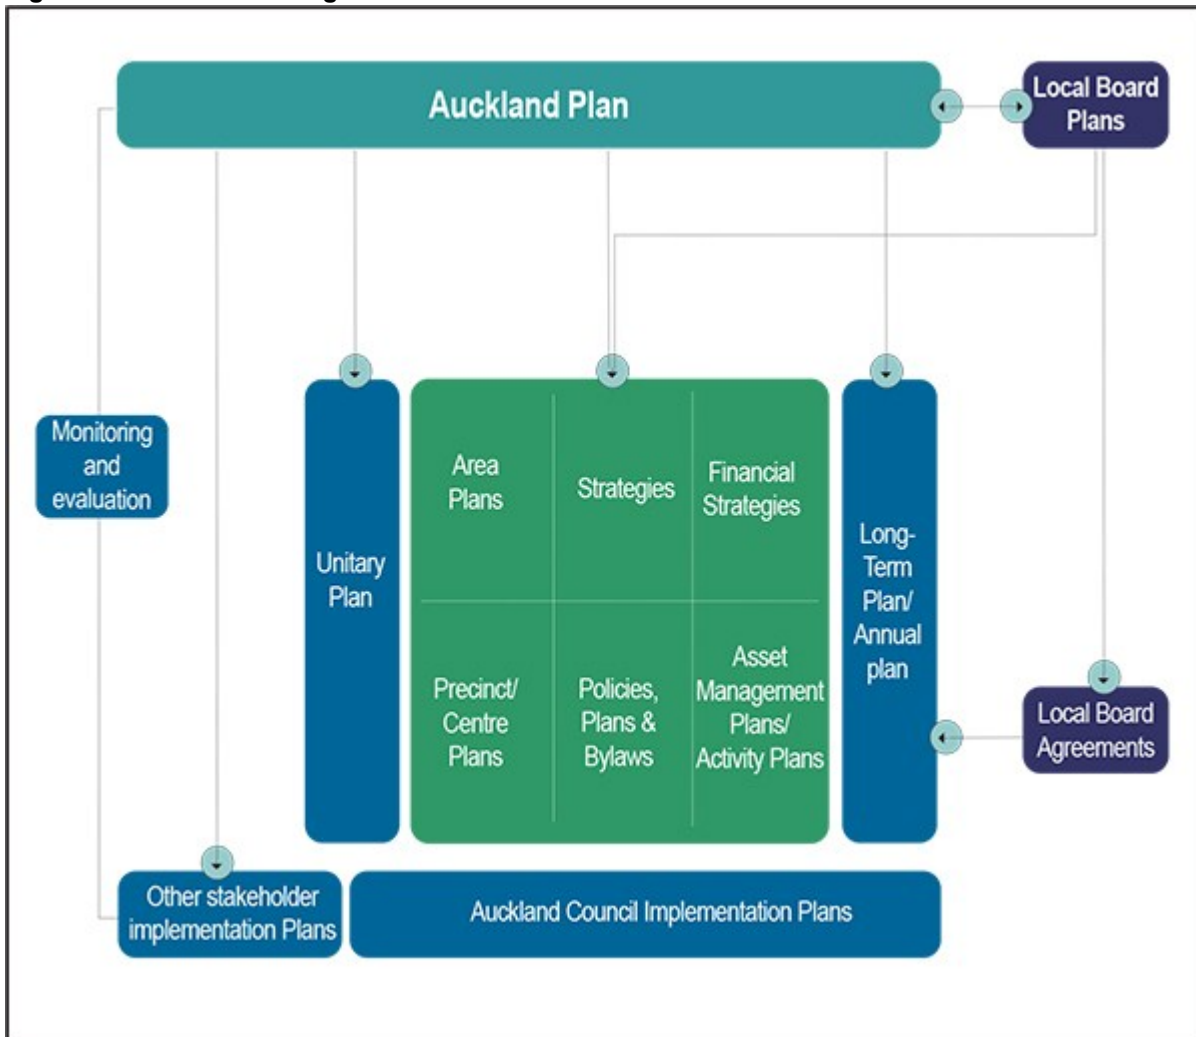 Auckland Plan
Local Board
Plans
Monitoring
and
evaluation
Unitary
Plan
Area
Plans
Strategies
Financial
Strategies
Precinct/
Centre
Plans
Policies,
Plans &
Bylaws
Asset
Management
Plans/
Activity Plans
Long-
Term
Plan/
Annual
plan
Local Board
Agreements
Other stakeholder
implementation Plans
Auckland Council Implementation Plans